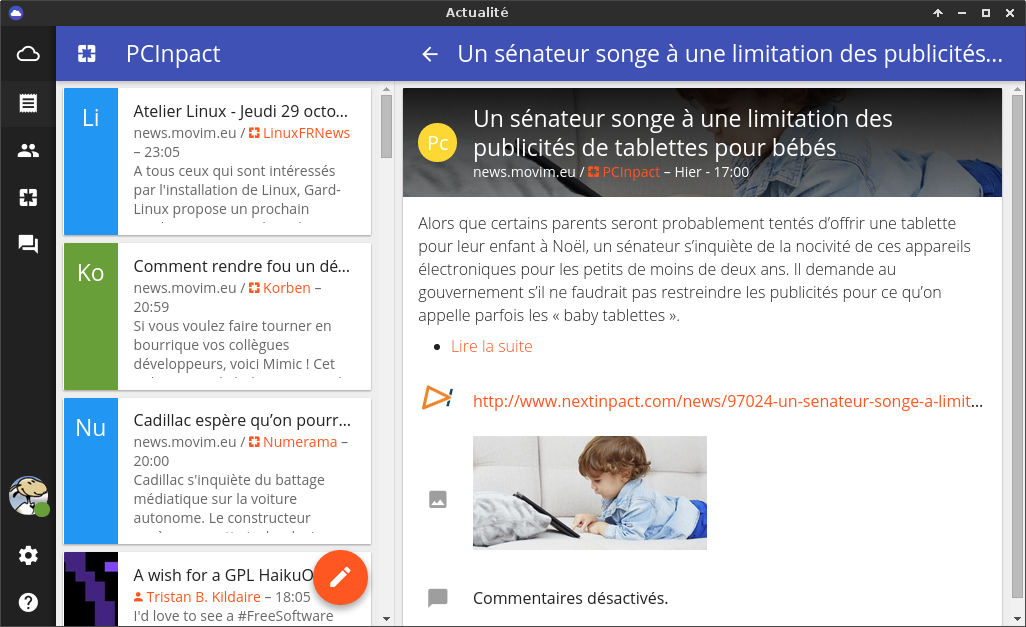 Actualité
PCInpact
Un sénateur songe à une limitation des publicités...
Li
Atelier Linux - Jeudi 29 octo...
news.movim.eu / LinuxFRNews
– 23:05
A tous ceux qui sont intéressés
par l'installation de Linux, Gard-
Linux propose un prochain
Ko
Comment rendre fou un dé...
news.movim.eu / Korben –
20:59
Si vous voulez faire tourner en
bourrique vos collègues
développeurs, voici Mimic ! Cet
Nu
Cadillac espère qu’on pourr...
news.movim.eu / Numerama –
20:00
Cadillac s'inquiète du battage
médiatique sur la voiture
autonome. Le constructeur
A wish for a GPL HaikuO
Tristan B. Kildaire – 18:05
I'd love to see a #FreeSoftware
Pc
Un sénateur songe à une limitation des
publicités de tablettes pour bébés
news.movim.eu / PCInpact – Hier - 17:00
Alors que certains parents seront probablement tentés d’offrir une tablette
pour leur enfant à Noël, un sénateur s’inquiète de la nocivité de ces appareils
électroniques pour les petits de moins de deux ans. Il demande au
gouvernement s’il ne faudrait pas restreindre les publicités pour ce qu’on
appelle parfois les « baby tablettes ».
Lire la suite
http://www.nextinpact.com/news/97024-un-senateur-songe-a-limit...
Commentaires désactivés.